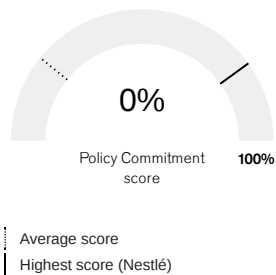 0%
Policy Commitment
score
100%
Average score
Highest score (Nestlé)